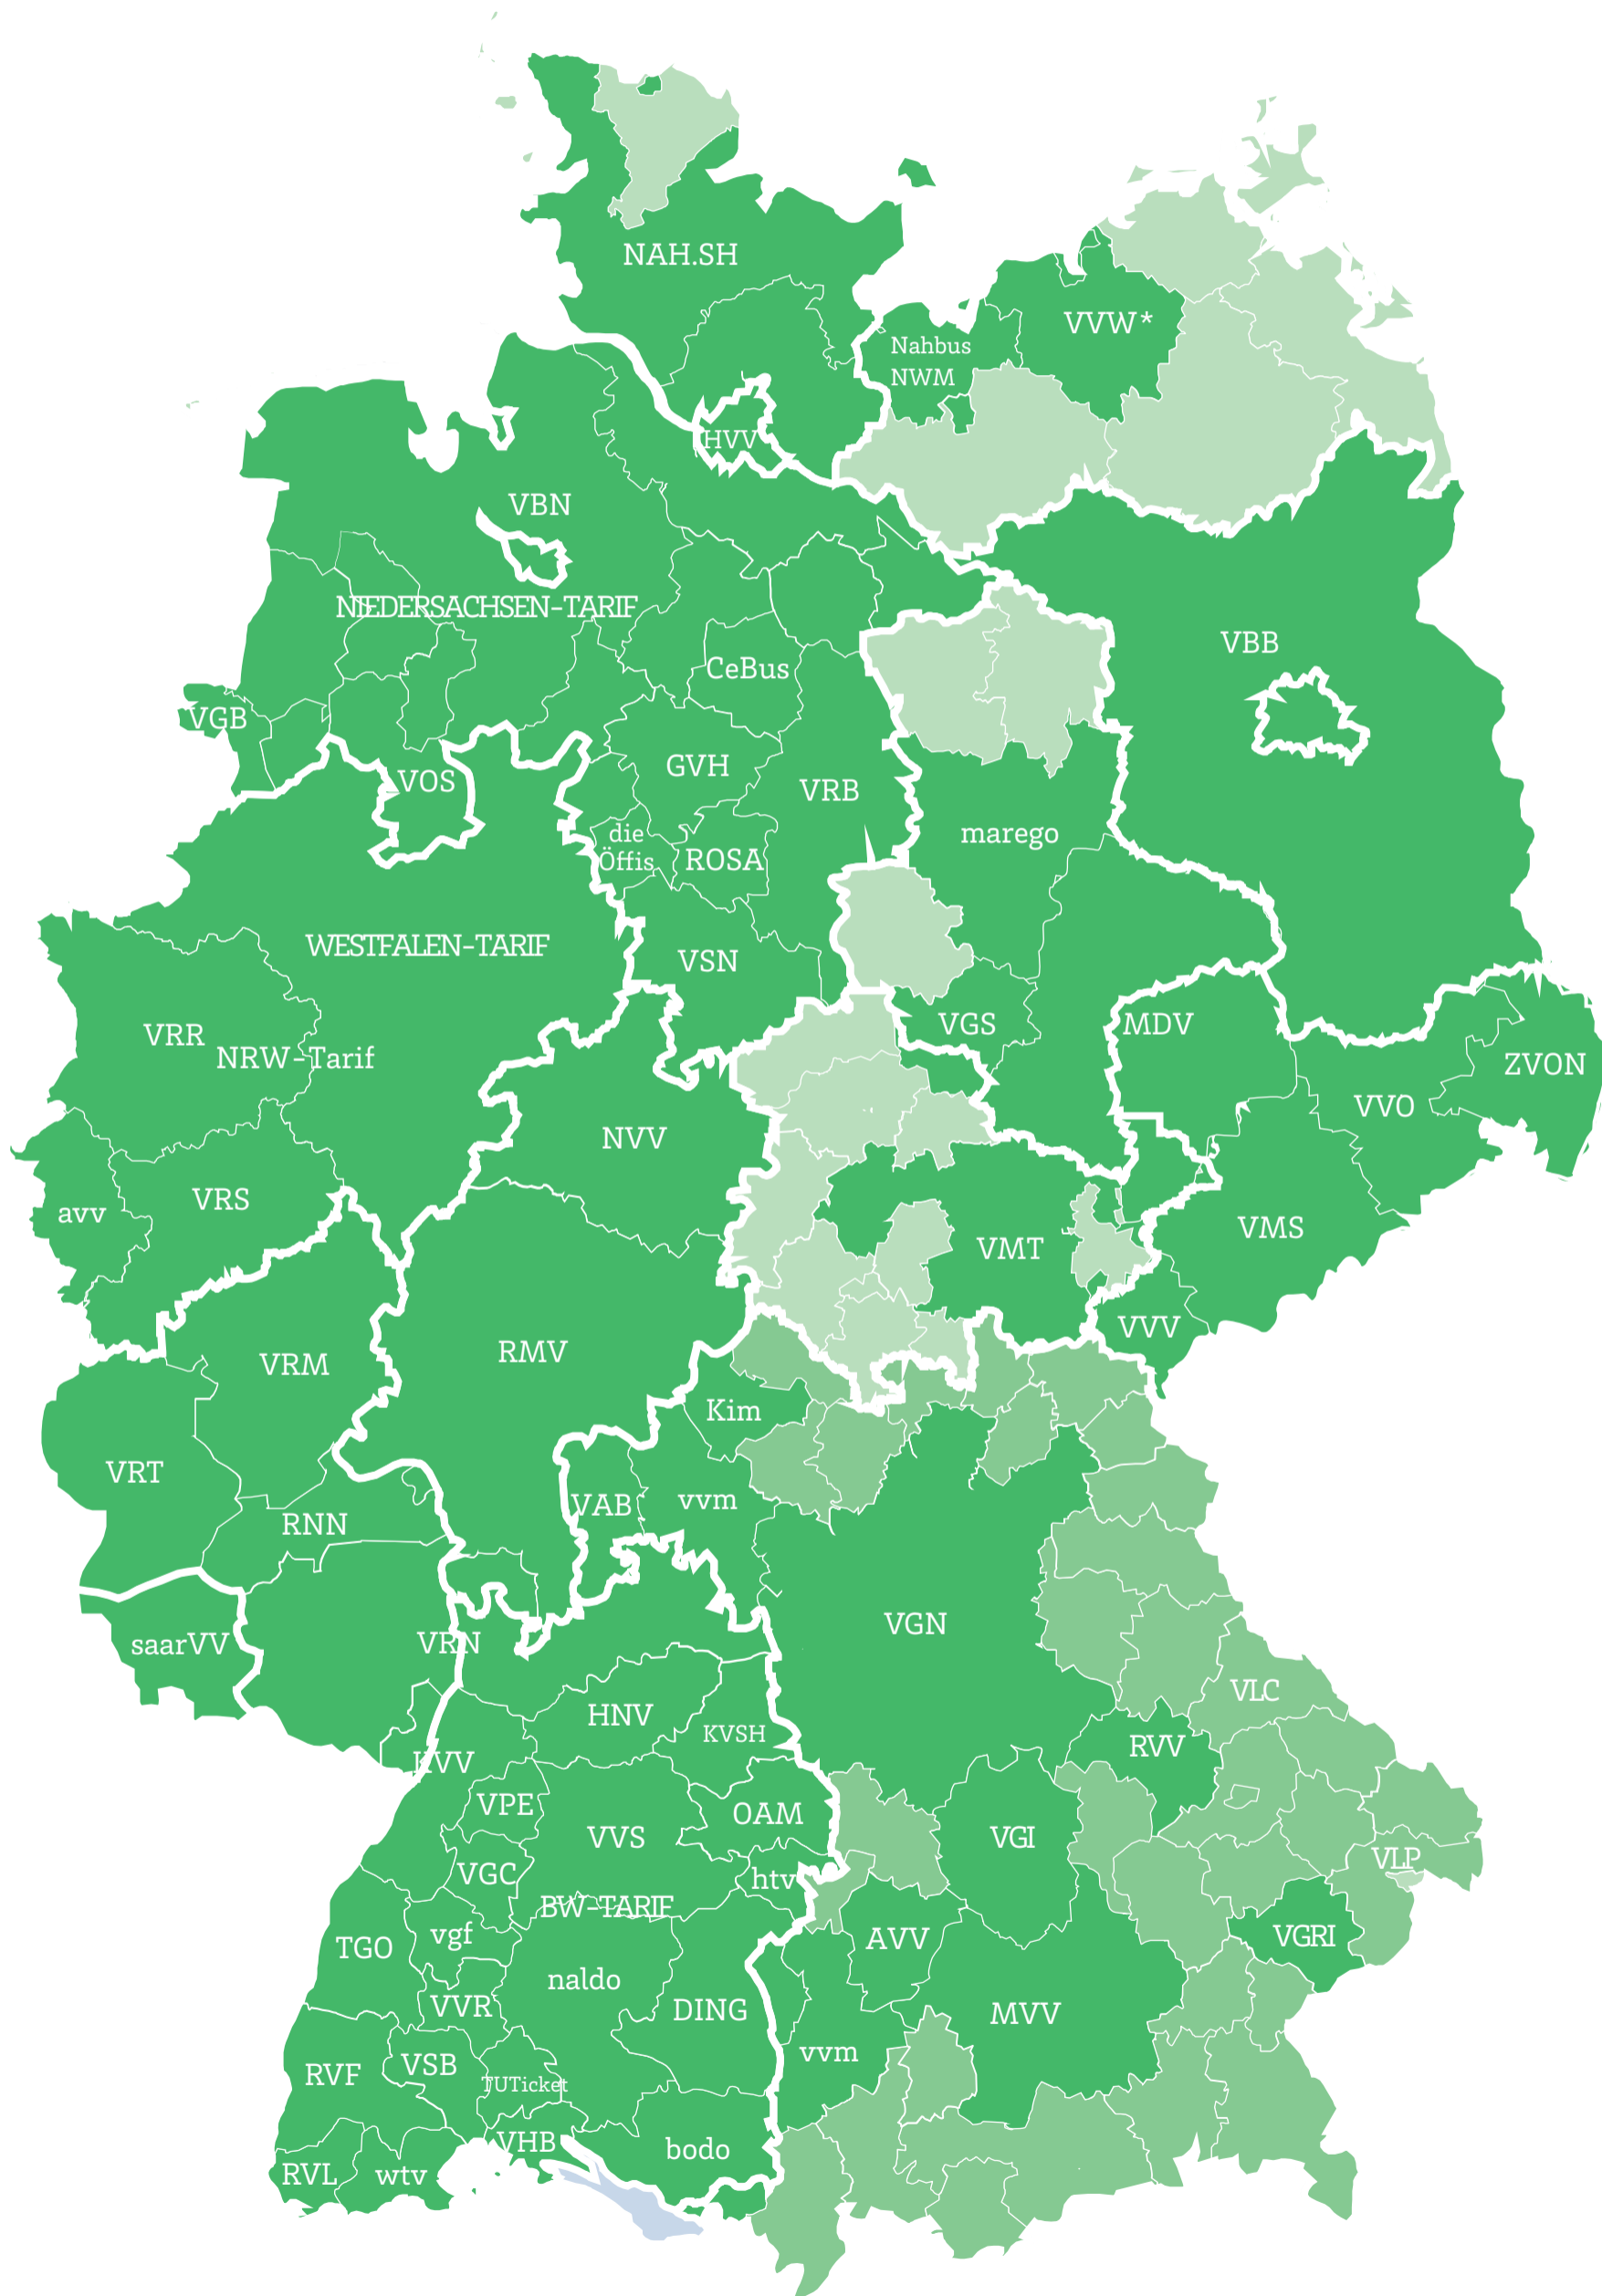 NAH.SH
VVW*
Nahbus
NWM
HVV
VBN
NIEDERSACHSEN-TARIF
VBB
CeBus
VGB
GVH
VOS
VRB
die
Öffis
ROSA
marego
WESTFALEN-TARIF
VSN
VGS
MDV
VRR
NRW-Tarif
ZVON
VVO
NVV
VRS
avv
VMS
VMT
VVV
RMV
VRM
Kim
VRT
vvm
VAB
RNN
VGN
saarVV
VRN
VLC
HNV
KVSH
RVV
KVV
VPE
OAM
VVS
VGI
VLP
VGC
htv
BW-TARIF
vgf
AVV
VGRI
TGO
naldo
VVR
DING
MVV
vvm
VSB
RVF
TUTicket
VHB
bodo
RVL
wtv